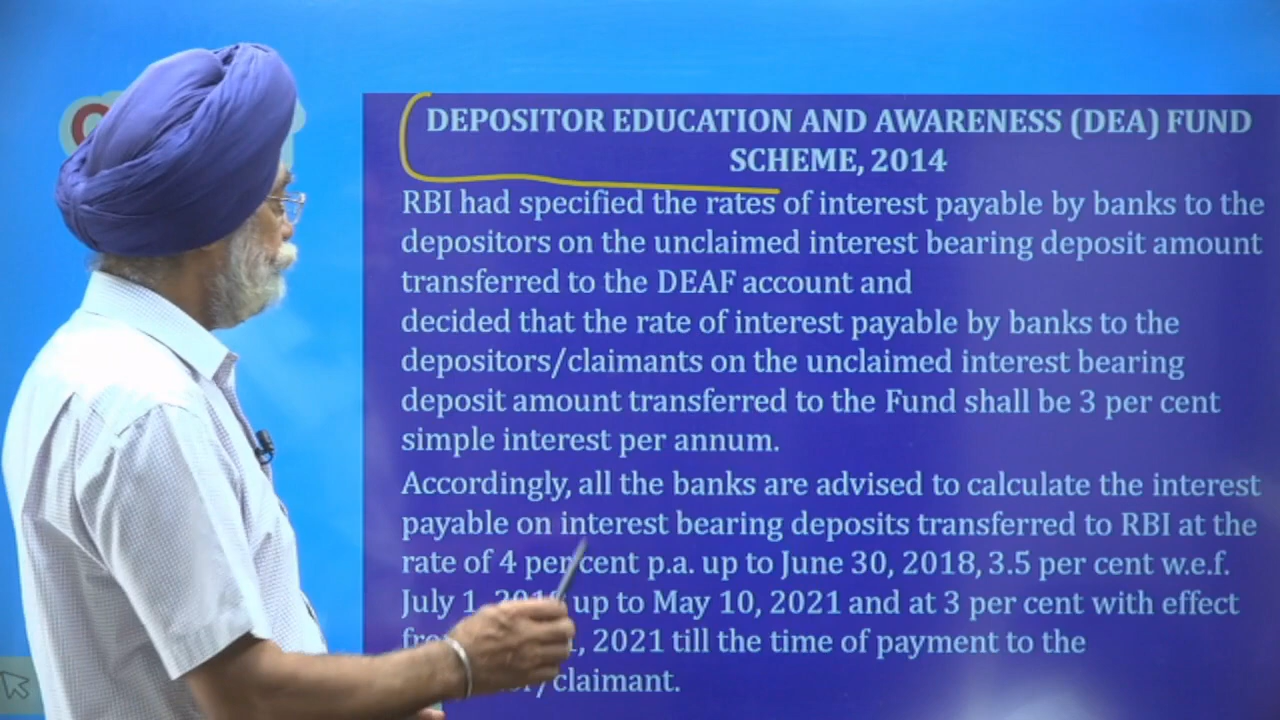 DEPOSITOR EDUCATION AND AWARENESS (DEA) FUND
SCHEME, 2014
RBI had specified the rates of interest payable by banks to the
depositors on the unclaimed interest bearing deposit amount
transferred to the DEAF account and
decided that the rate of interest payable by banks to the
depositors/claimants on the unclaimed interest bearing
deposit amount transferred to the Fund shall be 3 per cent
simple interest per annum.
Accordingly, all the banks are advised to calculate the interest
payable on interest bearing deposits transferred to RBI at the
rate of 4 per cent p.a. up to June 30, 2018, 3.5 per cent w.e.f.
July 1, up to May 10, 2021 and at 3 per cent with effect
2021 till the time of payment to the
/claimant.